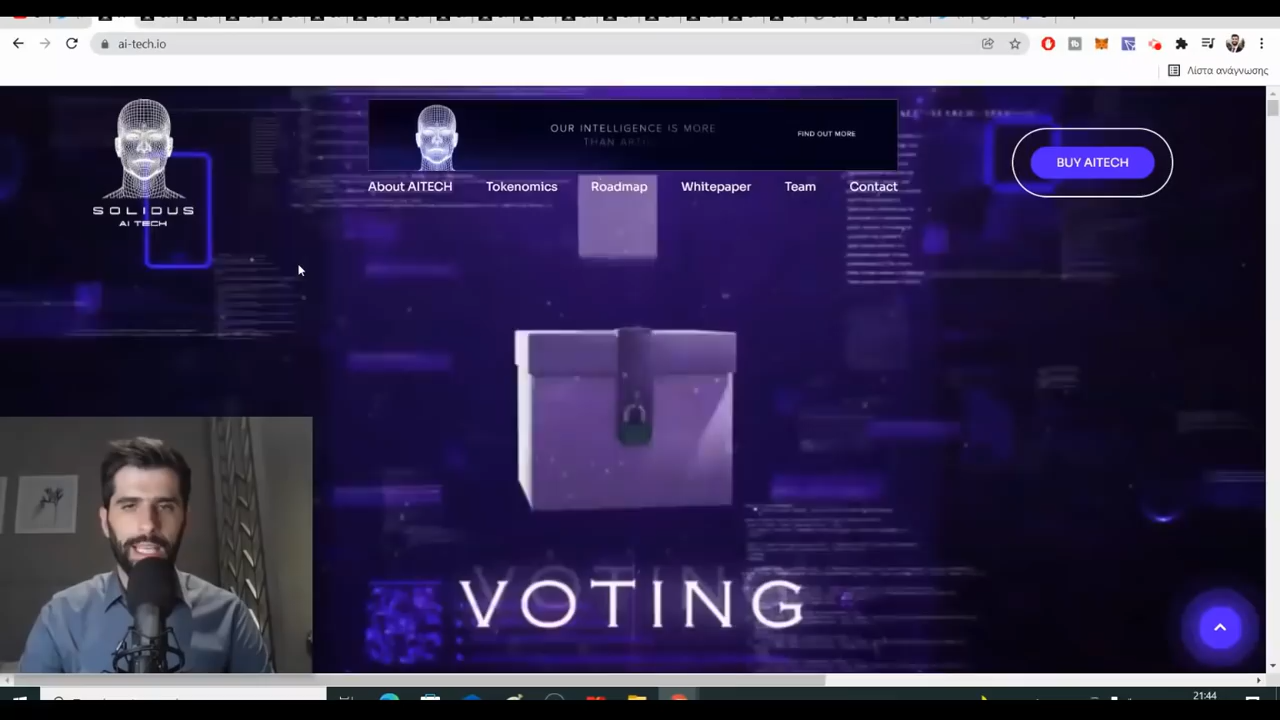 ai-tech.io
Λίστα ανάγνωσης
OUR INTELLIGENCE IS MORE
THAN
FIND OUT MORE
BUY AITECH
About AITECH
Tokenomics
Roadmap
Whitepaper
Team
Contact
SOLIDUS
AI TECH
VOTING
21:44